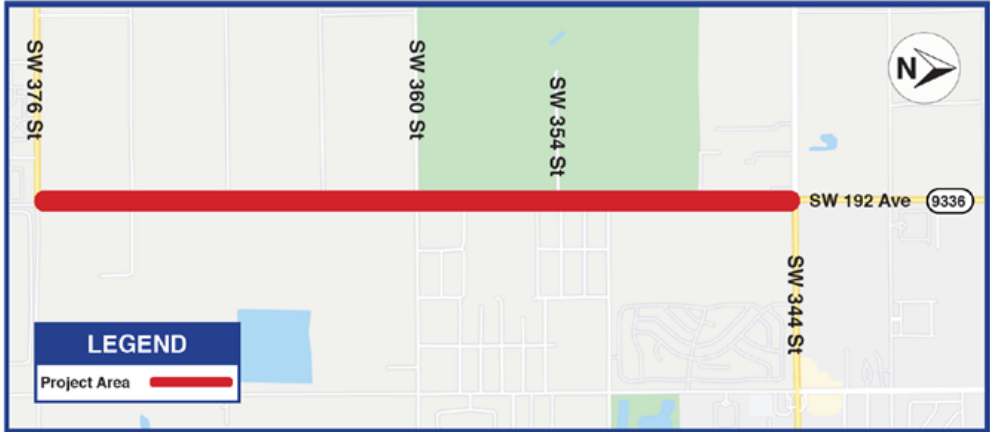 SW 376 St
SW 360 St
SW 354 St
N
SW 192 Ave 9336
SW 344 St
LEGEND
Project Area